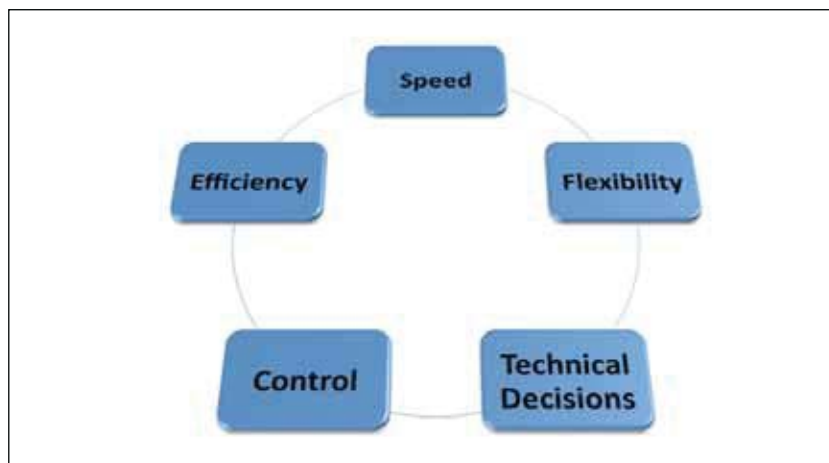 Speed
Efficiency
Flexibility
Control
Technical
Decisions